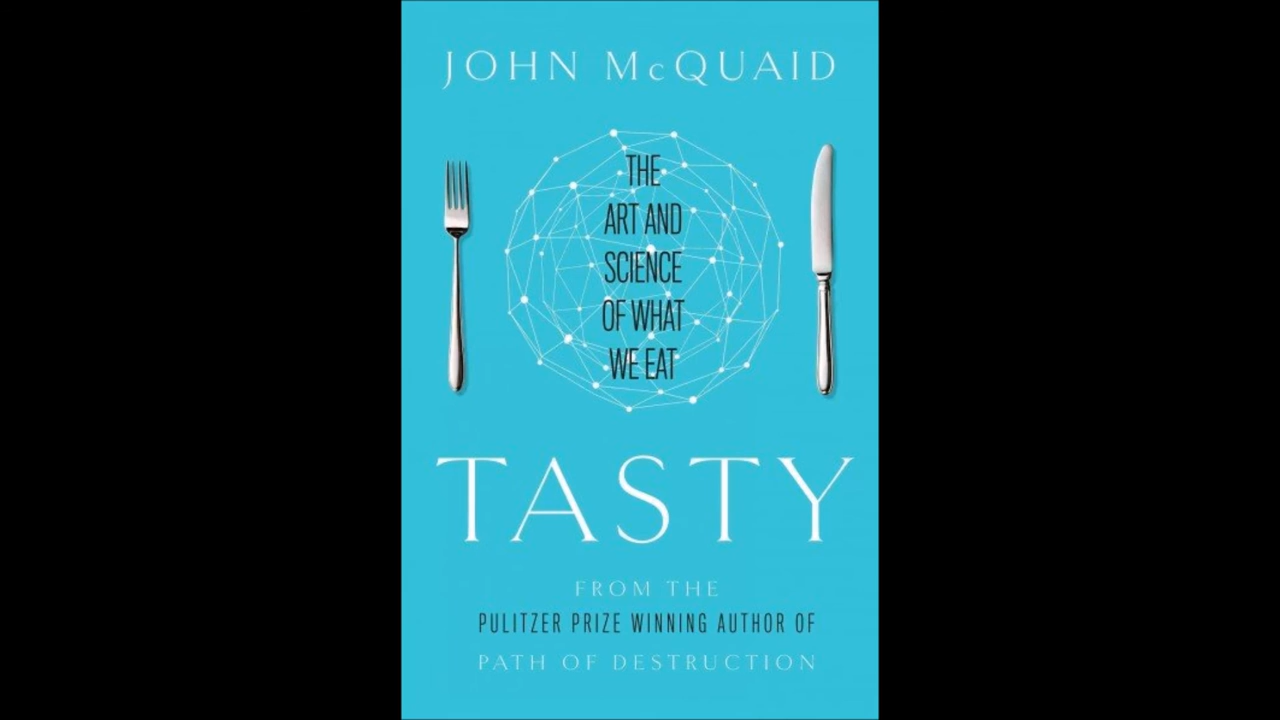 JOHN McQUAID
THE
ART AND
SCIENCE
OF WHAT
WE EAT
TASTY
FROM THE
PULITZER PRIZE WINNING AUTHOR OF
PATH OF DESTRUCTION